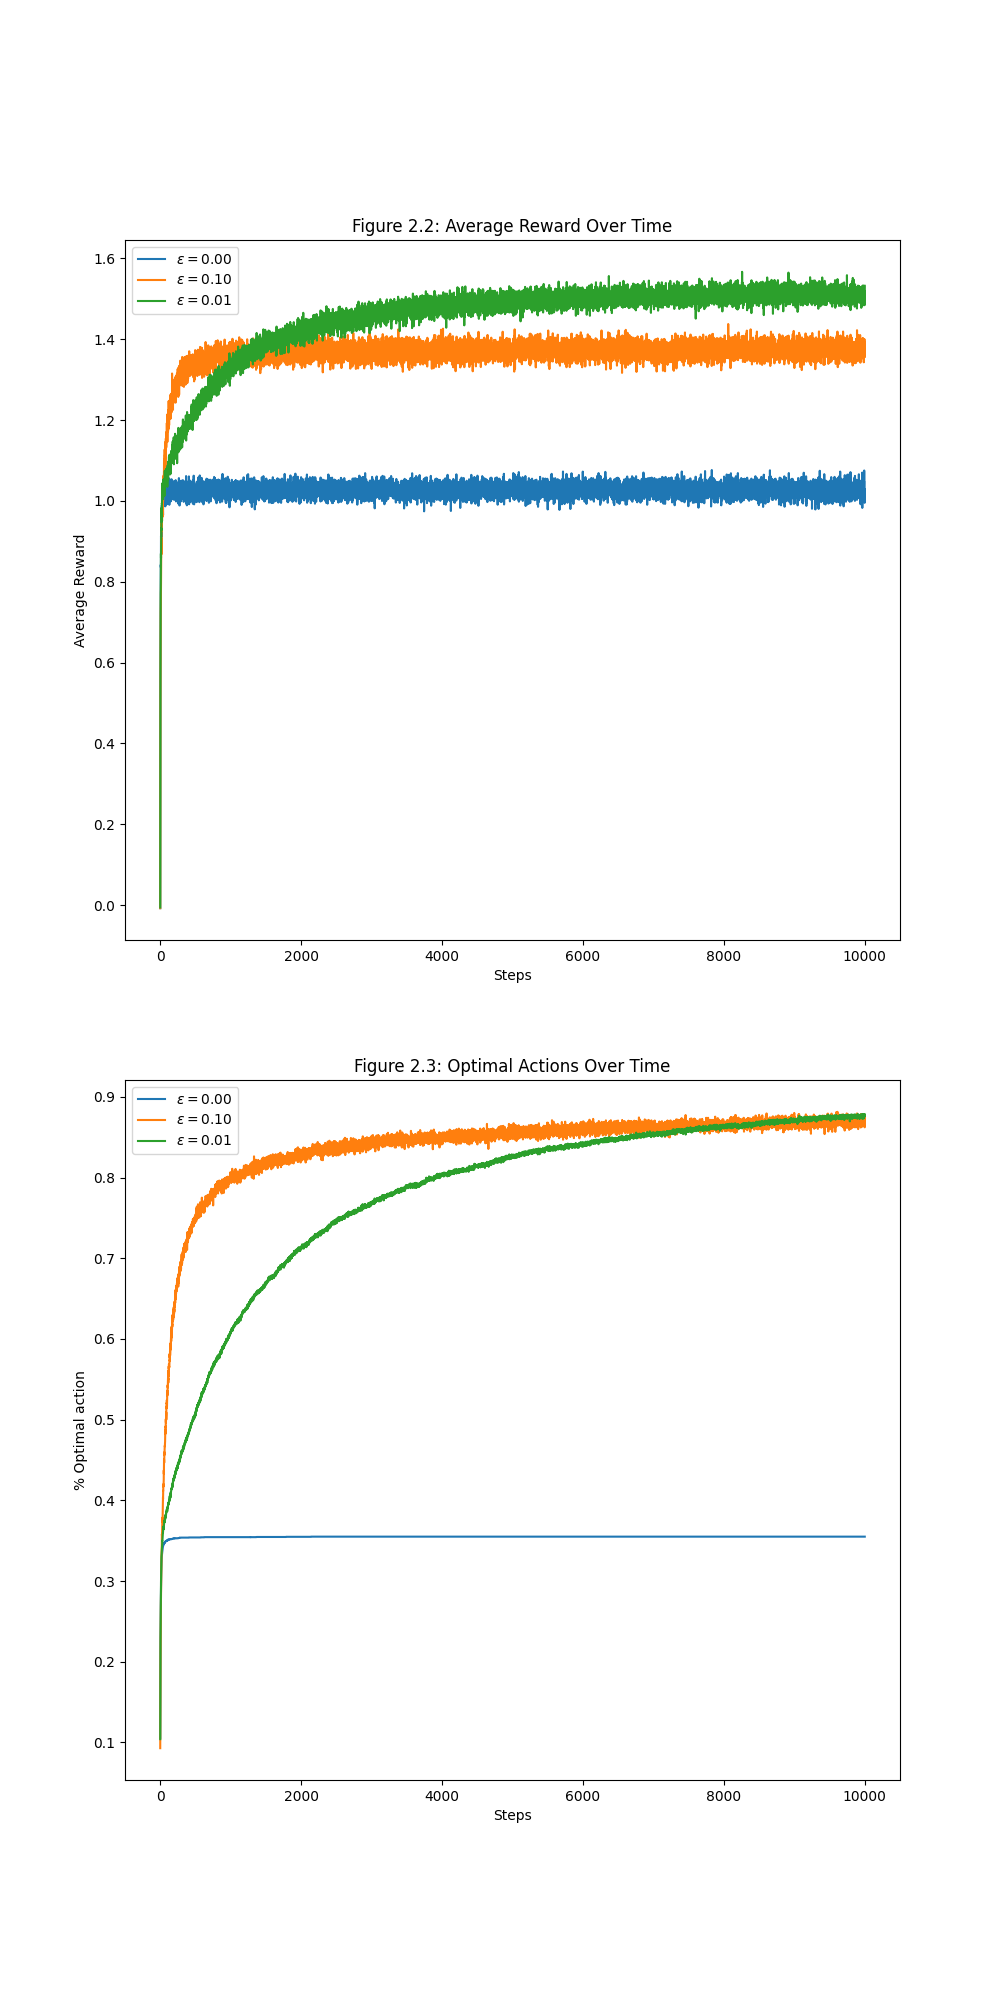 Figure 2.2: Average Reward Over Time
ε = 0.00
ε = 0.10
ε = 0.01
1.6
1.4
1.2
1.0
0.8
0.6
0.4
0.2
0.0
Average Reward
0 2000 4000 6000 8000 10000
Steps
Figure 2.3: Optimal Actions Over Time
ε = 0.00
ε = 0.10
ε = 0.01
0.9
0.8
0.7
0.6
0.5
0.4
0.3
0.2
0.1
% Optimal action
0 2000 4000 6000 8000 10000
Steps